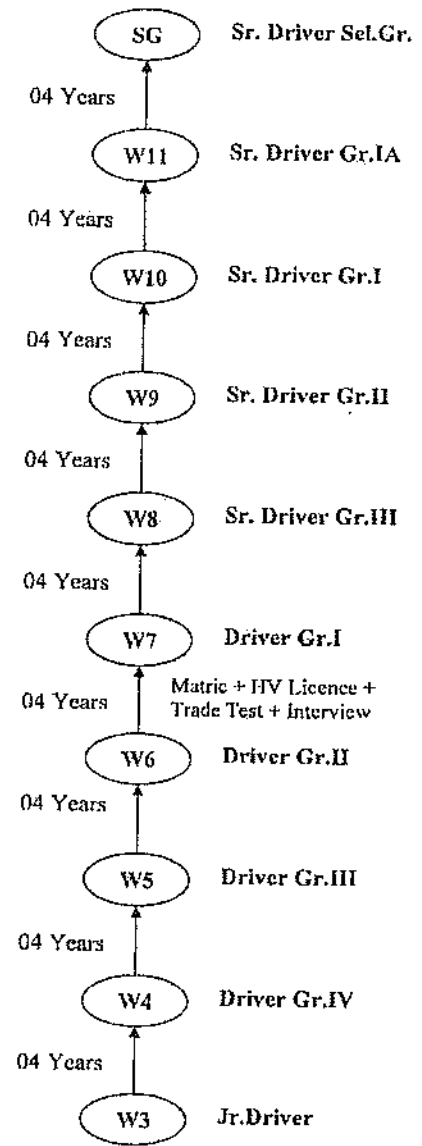 SG Sr. Driver Sel.Gr.
04 Years
W11 Sr. Driver Gr.IA
04 Years
W10 Sr. Driver Gr.I
04 Years
W9 Sr. Driver Gr.II
04 Years
W8 Sr. Driver Gr.III
04 Years
W7 Driver Gr.I
04 Years
Matric + HV Licence +
Trade Test + Interview
W6 Driver Gr.II
04 Years
W5 Driver Gr.III
04 Years
W4 Driver Gr.IV
04 Years
W3 Jr.Driver